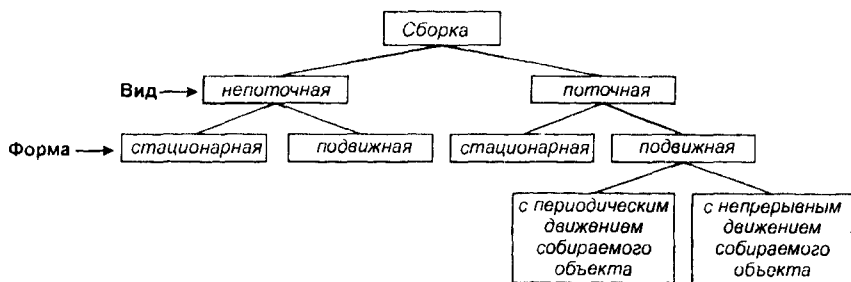 Сборка
Вид
непоточная
поточная
Форма
стационарная
подвижная
стационарная
подвижная
с периодическим
движением
собираемого
объекта
с непрерывным
движением
собираемого
объекта